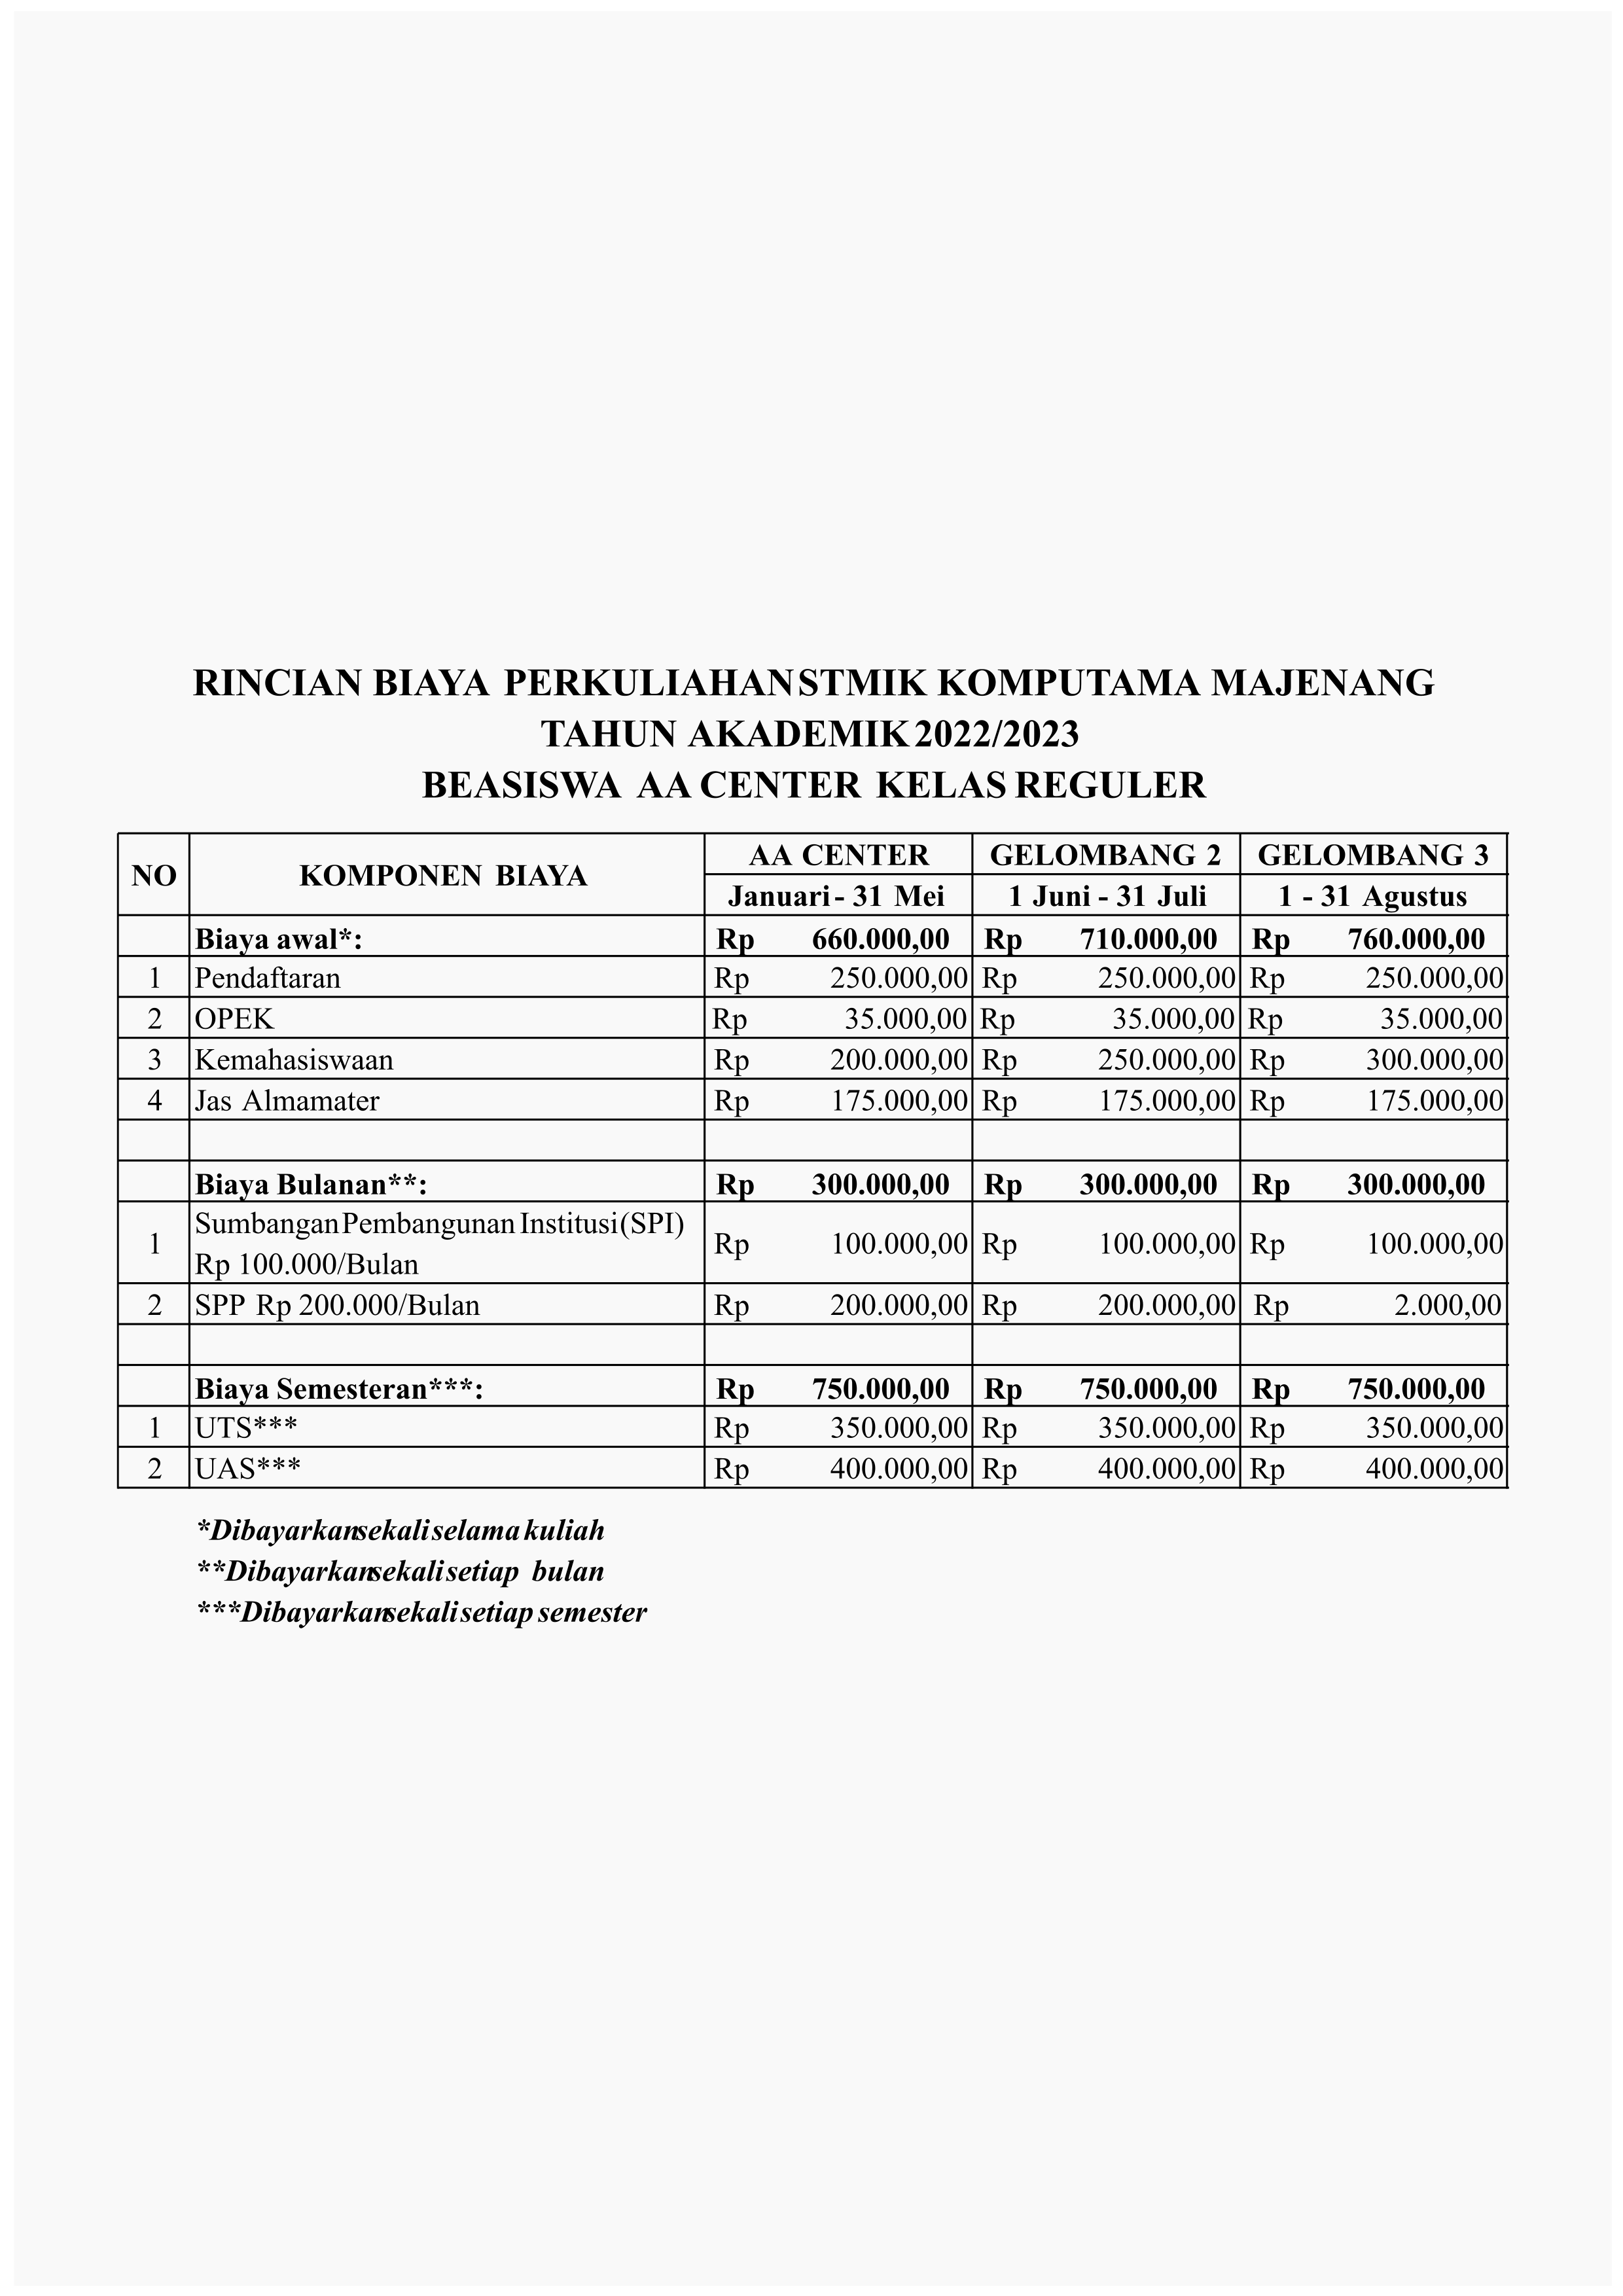 RINCIAN BIAYA PERKULIAHAN STMIK KOMPUTAMA MAJENANG
TAHUN AKADEMIK 2022/2023
BEASISWA AA CENTER KELAS REGULER
NO KOMPONEN BIAYA AA CENTER GELOMBANG 2 GELOMBANG 3
Januari - 31 Mei 1 Juni - 31 Juli 1 - 31 Agustus
Biaya awal*: Rp 660.000,00 Rp 710.000,00 Rp 760.000,00
1 Pendaftaran Rp 250.000,00 Rp 250.000,00 Rp 250.000,00
2 OPEK Rp 35.000,00 Rp 35.000,00 Rp 35.000,00
3 Kemahasiswaan Rp 200.000,00 Rp 250.000,00 Rp 300.000,00
4 Jas Almamater Rp 175.000,00 Rp 175.000,00 Rp 175.000,00
Biaya Bulanan**: Rp 300.000,00 Rp 300.000,00 Rp 300.000,00
1 Sumbangan Pembangunan Institusi (SPI) Rp 100.000,00 Rp 100.000,00 Rp 100.000,00
Rp 100.000/Bulan
2 SPP Rp 200.000/Bulan Rp 200.000,00 Rp 200.000,00 Rp 2.000,00
Biaya Semesteran***: Rp 750.000,00 Rp 750.000,00 Rp 750.000,00
1 UTS*** Rp 350.000,00 Rp 350.000,00 Rp 350.000,00
2 UAS*** Rp 400.000,00 Rp 400.000,00 Rp 400.000,00
*Dibayarkan sekali selama kuliah
**Dibayarkan sekali setiap bulan
***Dibayarkan sekali setiap semester